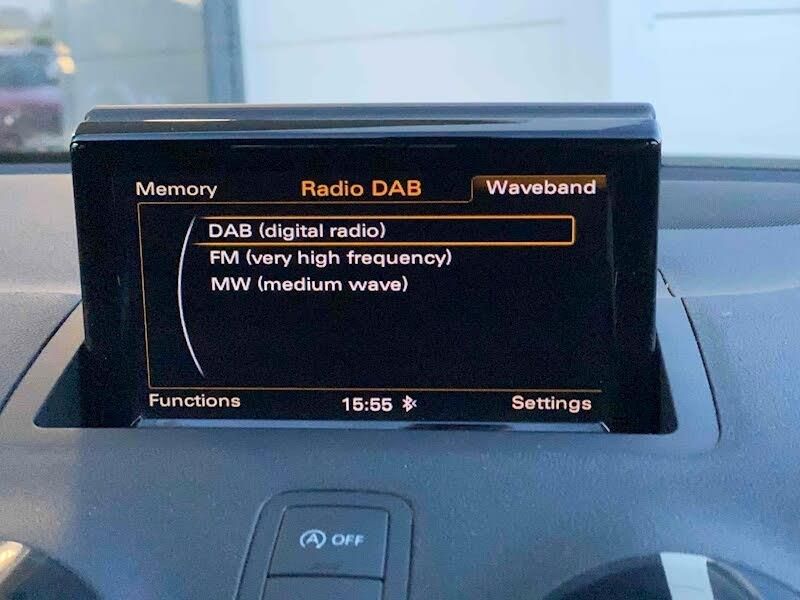 Memory Radio DAB Waveband
DAB (digital radio)
FM (very high frequency)
MW (medium wave)
Functions 15:55 Settings
A OFF